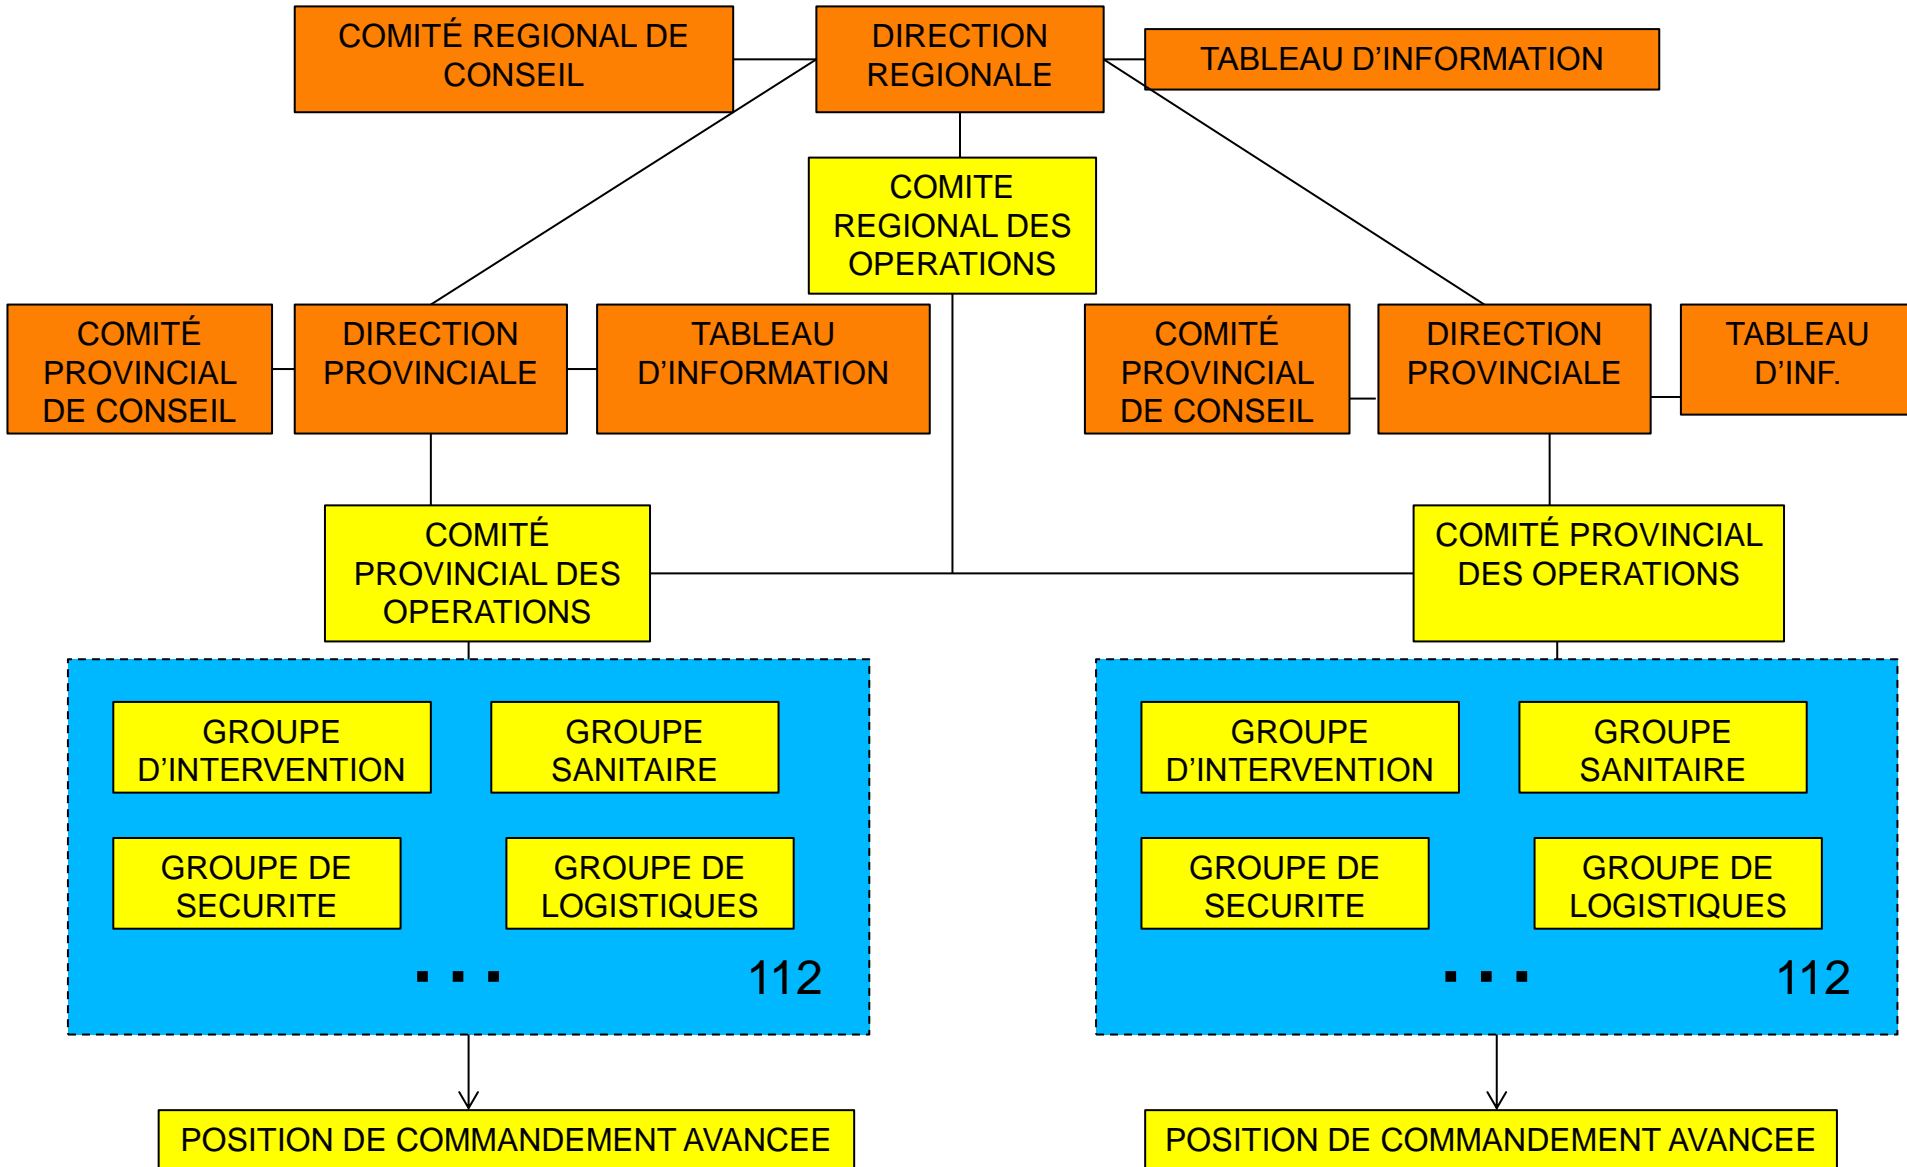 COMITÉ REGIONAL DE
CONSEIL
DIRECTION
REGIONALE
TABLEAU D’INFORMATION
COMITE
REGIONAL DES
OPERATIONS
COMITÉ
PROVINCIAL
DE CONSEIL
DIRECTION
PROVINCIALE
TABLEAU
D’INFORMATION
COMITÉ
PROVINCIAL
DE CONSEIL
DIRECTION
PROVINCIALE
TABLEAU
D’INF.
COMITÉ
PROVINCIAL DES
OPERATIONS
COMITÉ PROVINCIAL
DES OPERATIONS
GROUPE
D’INTERVENTION
GROUPE
SANITAIRE
GROUPE DE
SECURITE
GROUPE DE
LOGISTIQUES
...
112
GROUPE
D’INTERVENTION
GROUPE
SANITAIRE
GROUPE DE
SECURITE
GROUPE DE
LOGISTIQUES
...
112
POSITION DE COMMANDEMENT AVANCEE
POSITION DE COMMANDEMENT AVANCEE